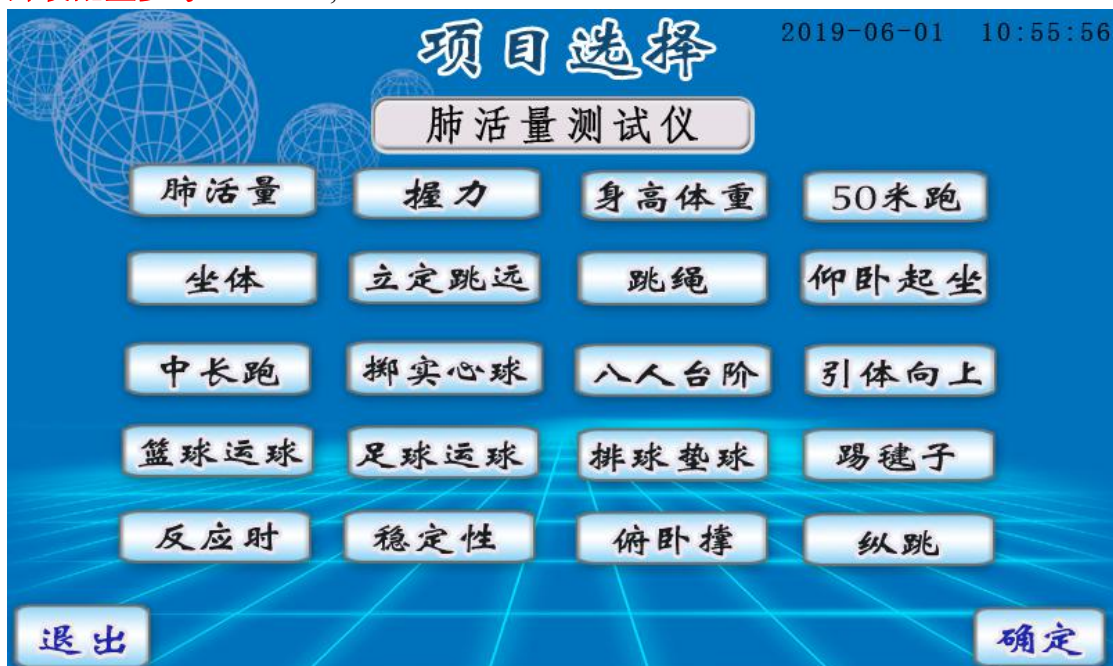 项目选择 2019-06-01 10:55:56
肺活量测试仪
肺活量 握力 身高体重 50米跑
坐体 立定跳远 跳绳 仰卧起坐
中长跑 掷实心球 八人台阶 引体向上
篮球运球 足球运球 排球垫球 踢毽子
反应时 稳定性 俯卧撑 纵跳
退出 确定